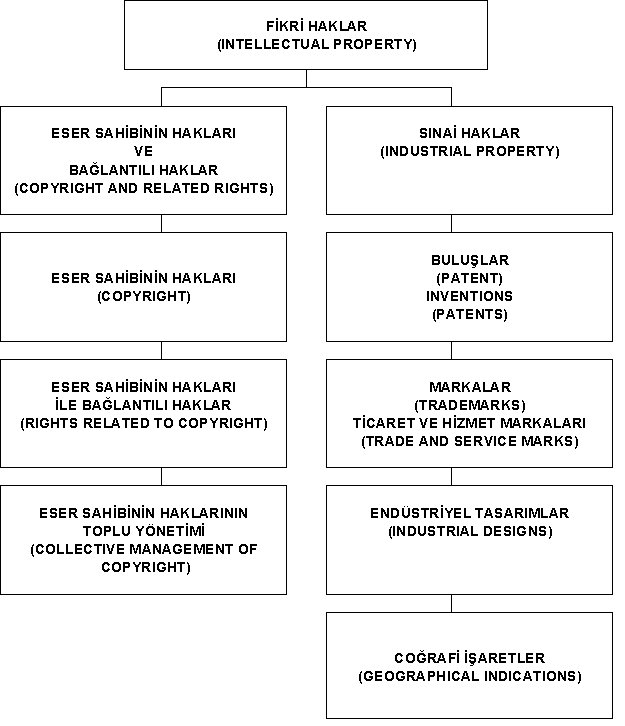 FİKRİ HAKLAR
(INTELLECTUAL PROPERTY)
ESER SAHİBİNİN HAKLARI
VE
BAĞLANTILI HAKLAR
(COPYRIGHT AND RELATED RIGHTS)
ESER SAHİBİNİN HAKLARI
(COPYRIGHT)
ESER SAHİBİNİN HAKLARI
İLE BAĞLANTILI HAKLAR
(RIGHTS RELATED TO COPYRIGHT)
ESER SAHİBİNİN HAKLARININ
TOPLU YÖNETİMİ
(COLLECTIVE MANAGEMENT OF
COPYRIGHT)
SINAİ HAKLAR
(INDUSTRIAL PROPERTY)
BULUŞLAR
(PATENT)
INVENTIONS
(PATENTS)
MARKALAR
(TRADEMARKS)
TİCARET VE HİZMET MARKALARI
(TRADE AND SERVICE MARKS)
ENDÜSTRİYEL TASARIMLAR
(INDUSTRIAL DESIGNS)
COĞRAFİ İŞARETLER
(GEOGRAPHICAL INDICATIONS)